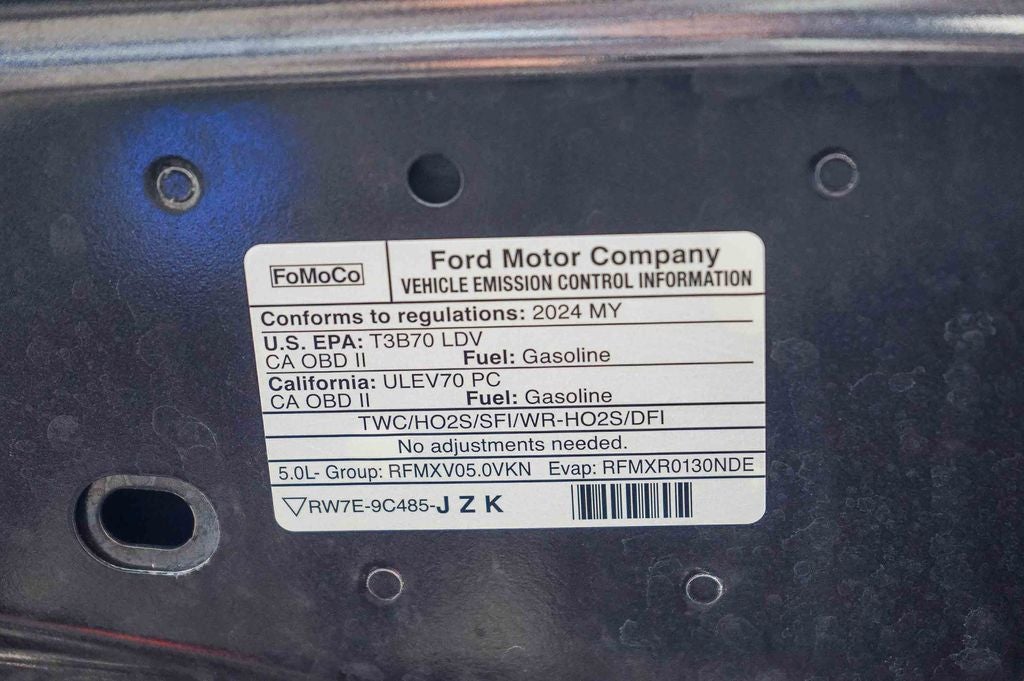 FoMoCo
Ford Motor Company
VEHICLE EMISSION CONTROL INFORMATION
Conforms to regulations: 2024 MY
U.S. EPA: T3B70 LDV
CA OBD II Fuel: Gasoline
California: ULEV70 PC
CA OBD II Fuel: Gasoline
TWC/HO2S/SFI/WR-HO2S/DFI
No adjustments needed.
5.0L- Group: RFMXV05.0VKN Evap: RFMXR0130NDE
RW7E-9C485-JZK